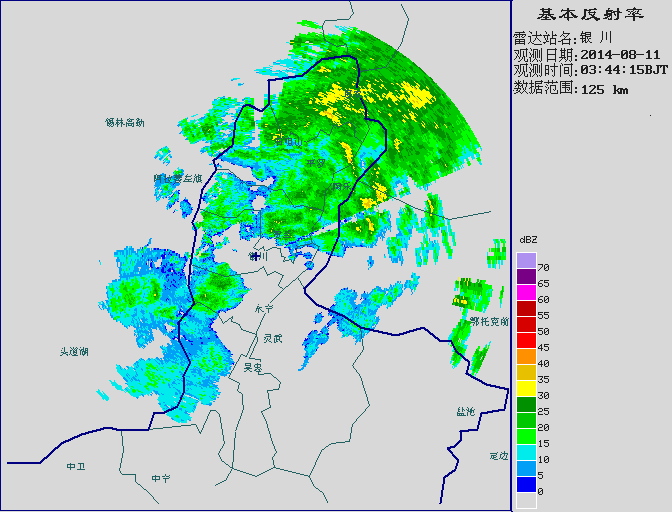 基本反射率
雷达站名:银 川
观测日期:2014-08-11
观测时间:03:44:15BJT
数据范围:125 km
锡林高勒
阿拉善左旗
平罗
银川
永宁
灵武
吴忠
头道湖
鄂托克前
盐池
定边
中卫
中宁
dBZ
70
65
60
55
50
45
40
35
30
25
20
15
10
5
0